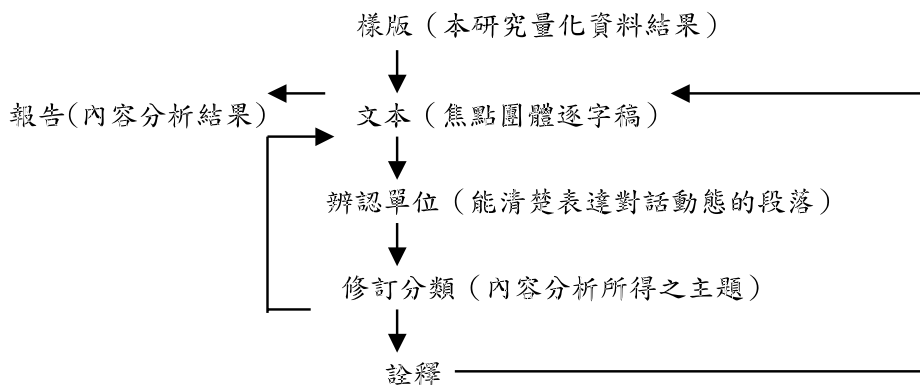 樣版（本研究量化資料結果）
報告(內容分析結果)
文本（焦點團體逐字稿）
辨認單位（能清楚表達對話動態的段落）
修訂分類（內容分析所得之主題）
詮釋